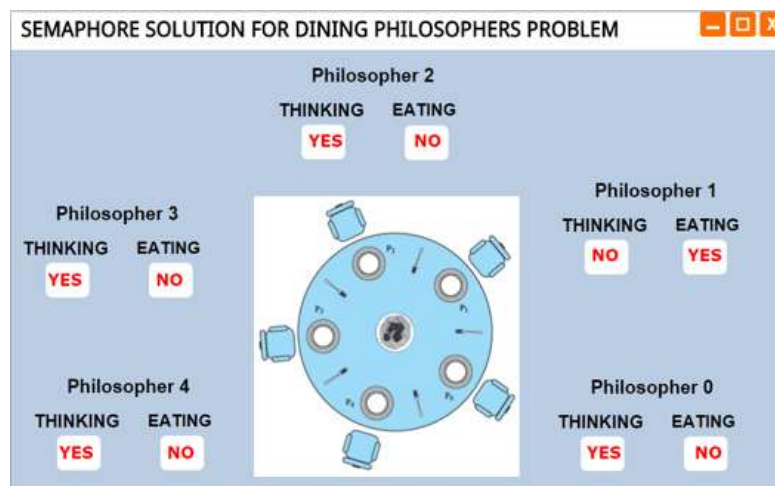 SEMAPHORE SOLUTION FOR DINING PHILOSOPHERS PROBLEM
Philosopher 2
THINKING EATING
YES NO
Philosopher 1
THINKING EATING
NO YES
Philosopher 3
THINKING EATING
YES NO
Philosopher 4
THINKING EATING
YES NO
Philosopher 0
THINKING EATING
YES NO